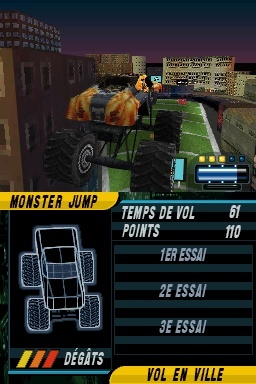 MONSTER JUMP
TEMPS DE VOL 61
POINTS 110
1ER ESSAI
2E ESSAI
3E ESSAI
DÉGÂTS
VOL EN VILLE